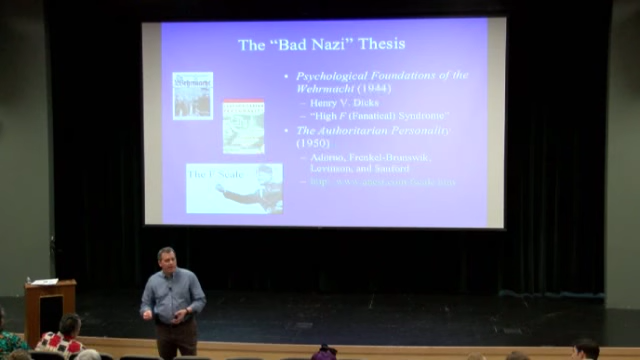 The "Bad Nazi" Thesis
• Psychological Foundations of the
Wehrmacht (1944)
– Henry V. Dicks
– "High F (Fanatical) Syndrome"
• The Authoritarian Personality
(1950)
– Adorno, Frenkel-Brunswik,
Levinson, and Sanford
Wehrmacht
The F Scale